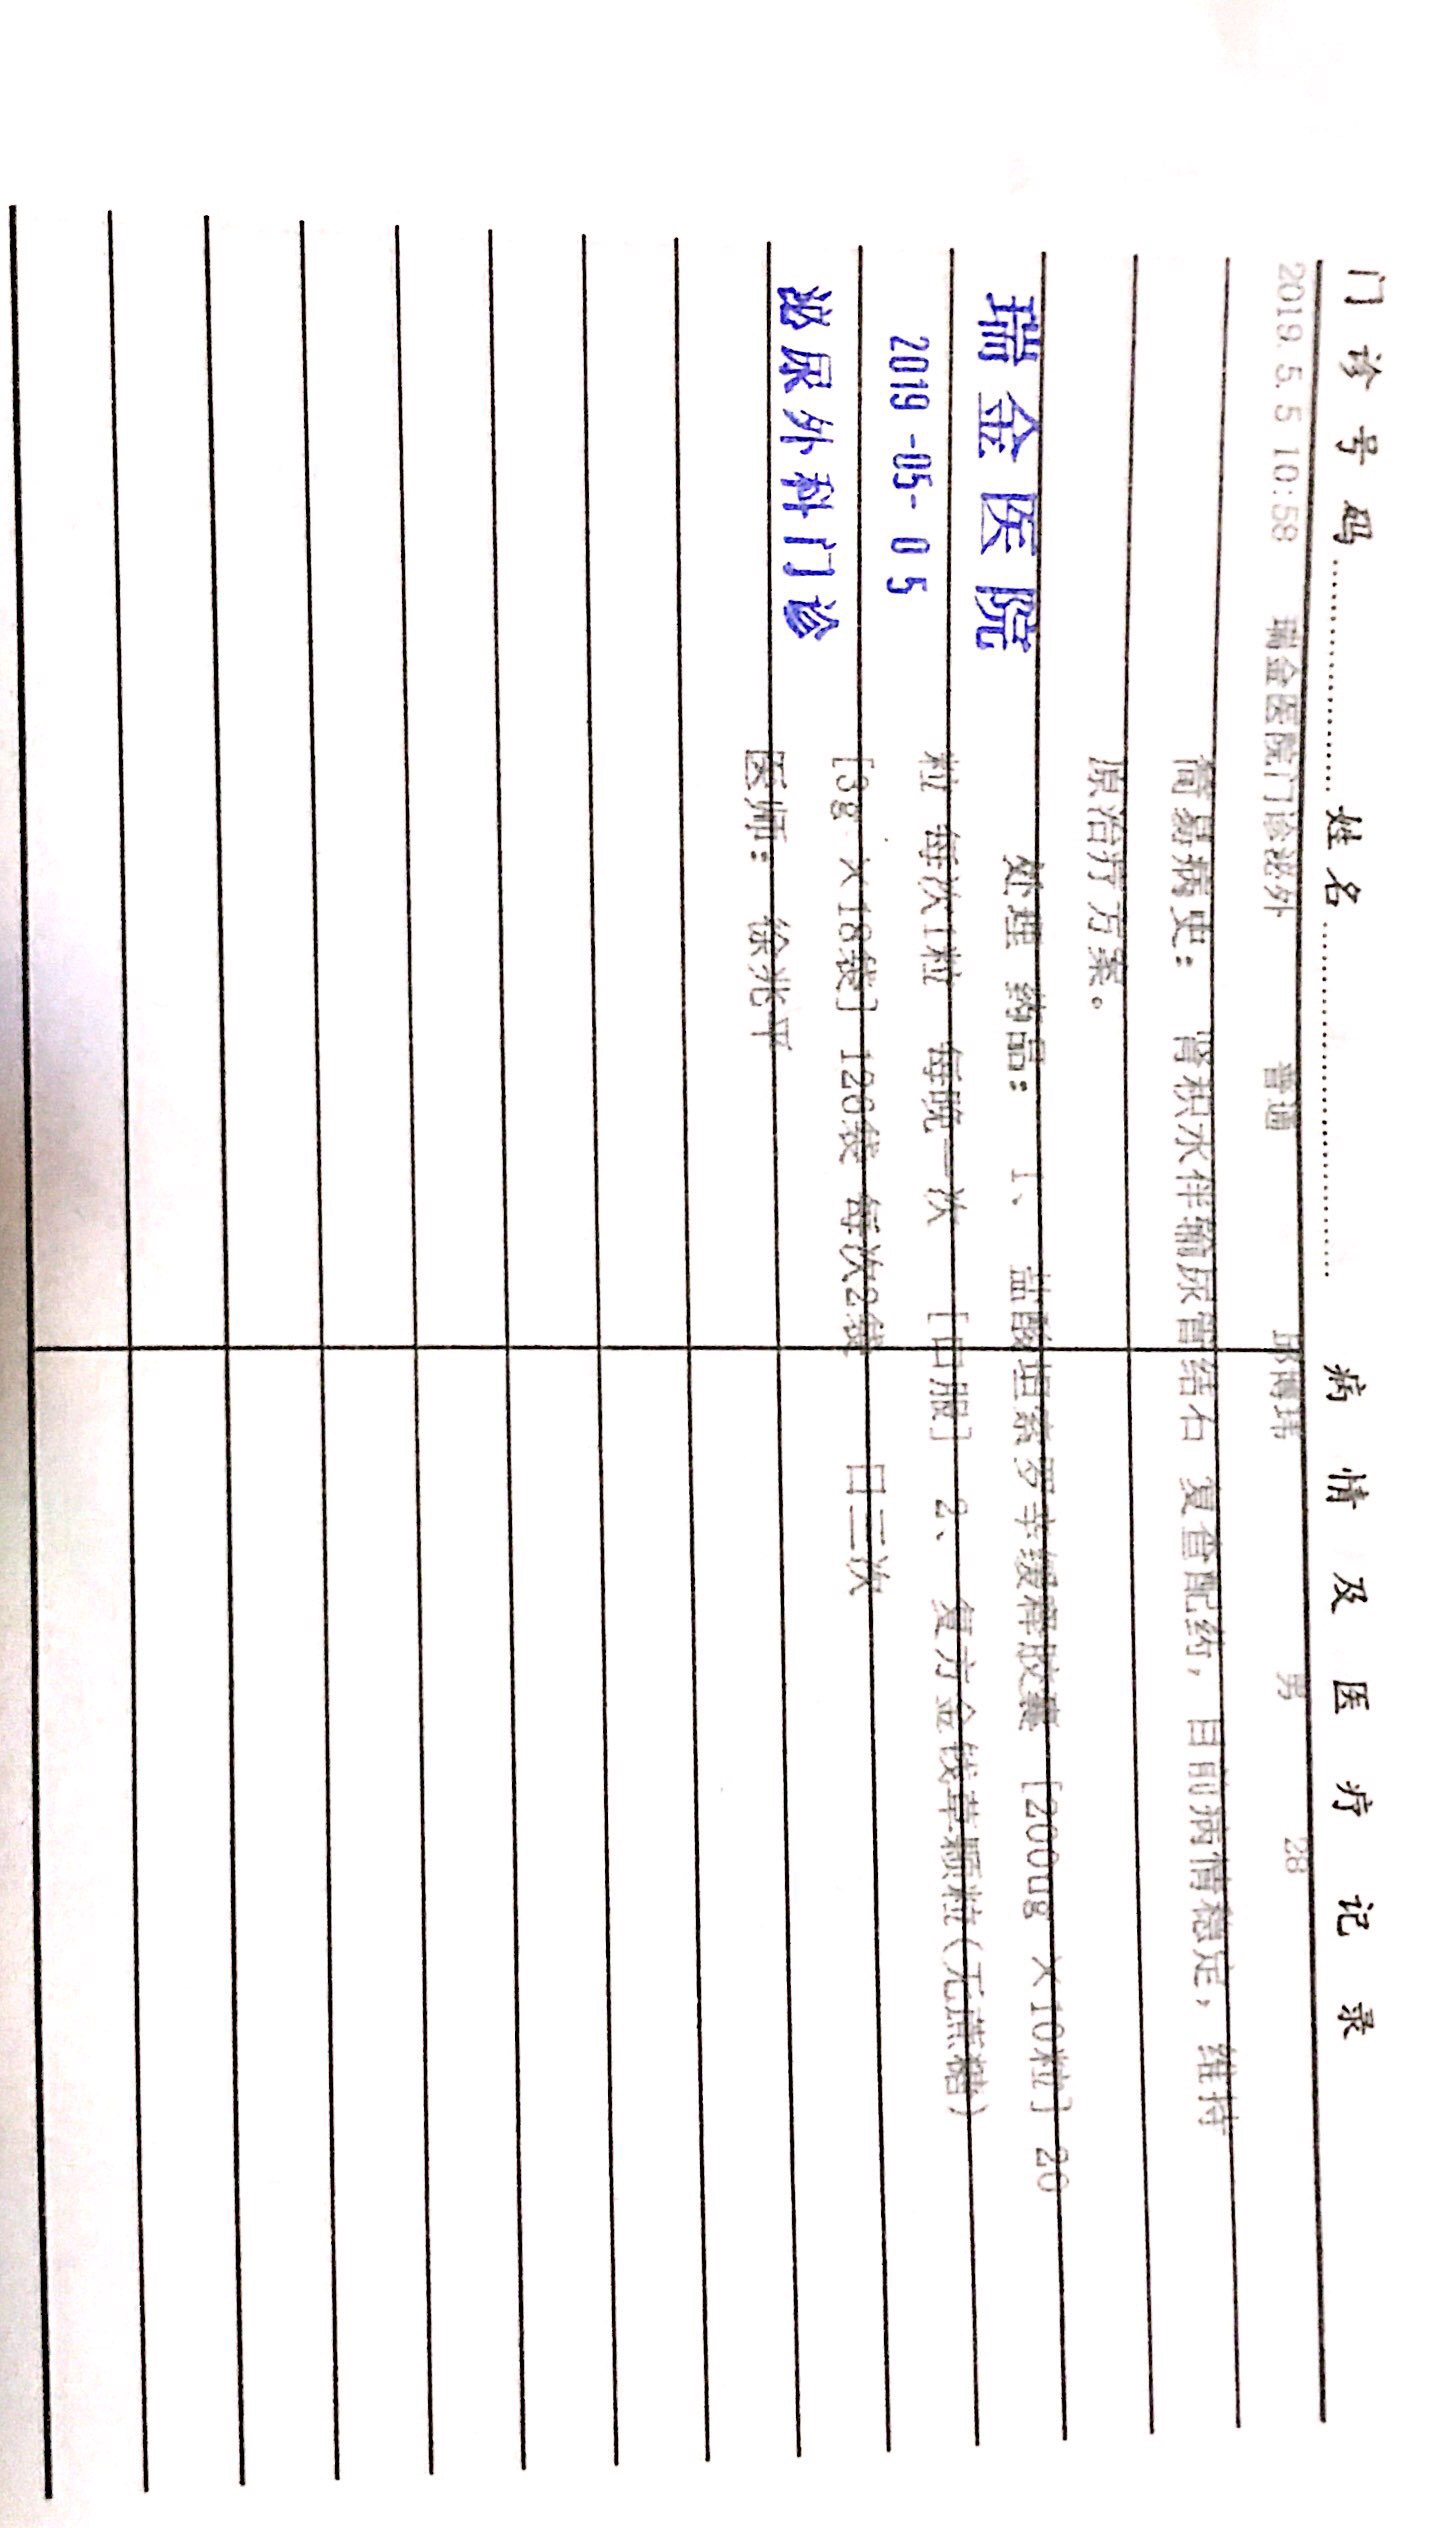 门诊号码....................姓名................................ 病情及医疗记录
2019.5.5 10:58 瑞金医院门诊泌外 普通 邱博玮 男 28
简易病史： 肾积水伴输尿管结石 复查配药，目前病情稳定，维持
原治疗方案。
处理 药品： 1、 盐酸坦索罗辛缓释胶囊 [200ug ×10粒] 20
粒 每次1粒 每晚一次 [口服] 2、 复方金钱草颗粒(无蔗糖)
[3g ×18袋] 126袋 每次2袋 一日三次
医师： 徐兆平
瑞金医院
2019-05-05
泌尿外科门诊